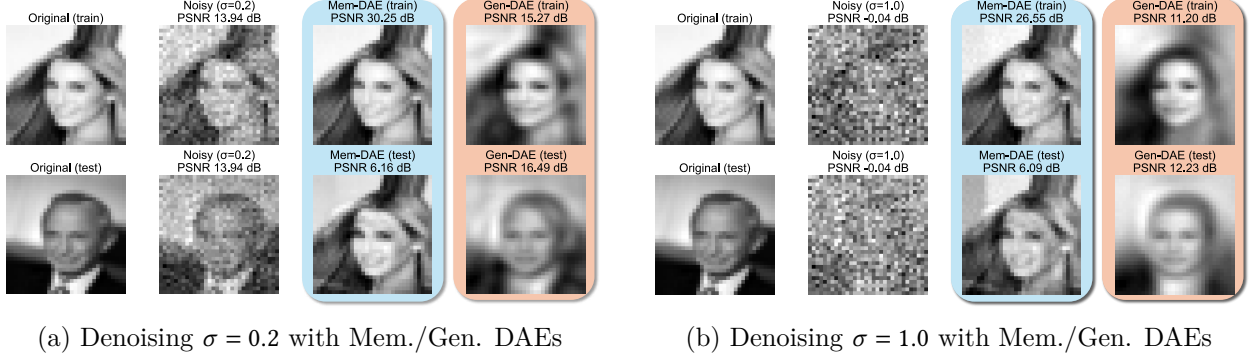 Original (train)
Noisy (σ=0.2)
PSNR 13.94 dB
Mem-DAE (train)
PSNR 30.25 dB
Gen-DAE (train)
PSNR 15.27 dB
Original (test)
Noisy (σ=0.2)
PSNR 13.94 dB
Mem-DAE (test)
PSNR 6.16 dB
Gen-DAE (test)
PSNR 16.49 dB
(a) Denoising σ = 0.2 with Mem./Gen. DAEs
Original (train)
Noisy (σ=1.0)
PSNR -0.04 dB
Mem-DAE (train)
PSNR 26.55 dB
Gen-DAE (train)
PSNR 11.20 dB
Original (test)
Noisy (σ=1.0)
PSNR -0.04 dB
Mem-DAE (test)
PSNR 6.09 dB
Gen-DAE (test)
PSNR 12.23 dB
(b) Denoising σ = 1.0 with Mem./Gen. DAEs